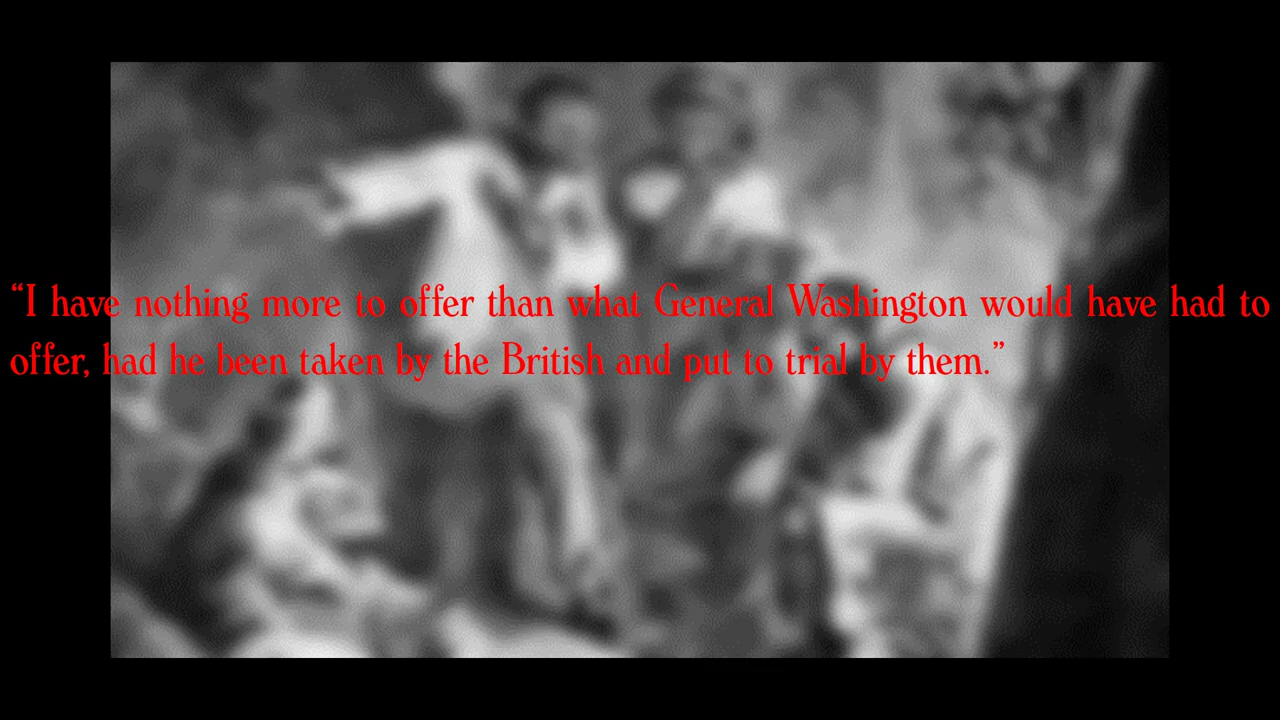 “I have nothing more to offer than what General Washington would have had to
offer, had he been taken by the British and put to trial by them.”